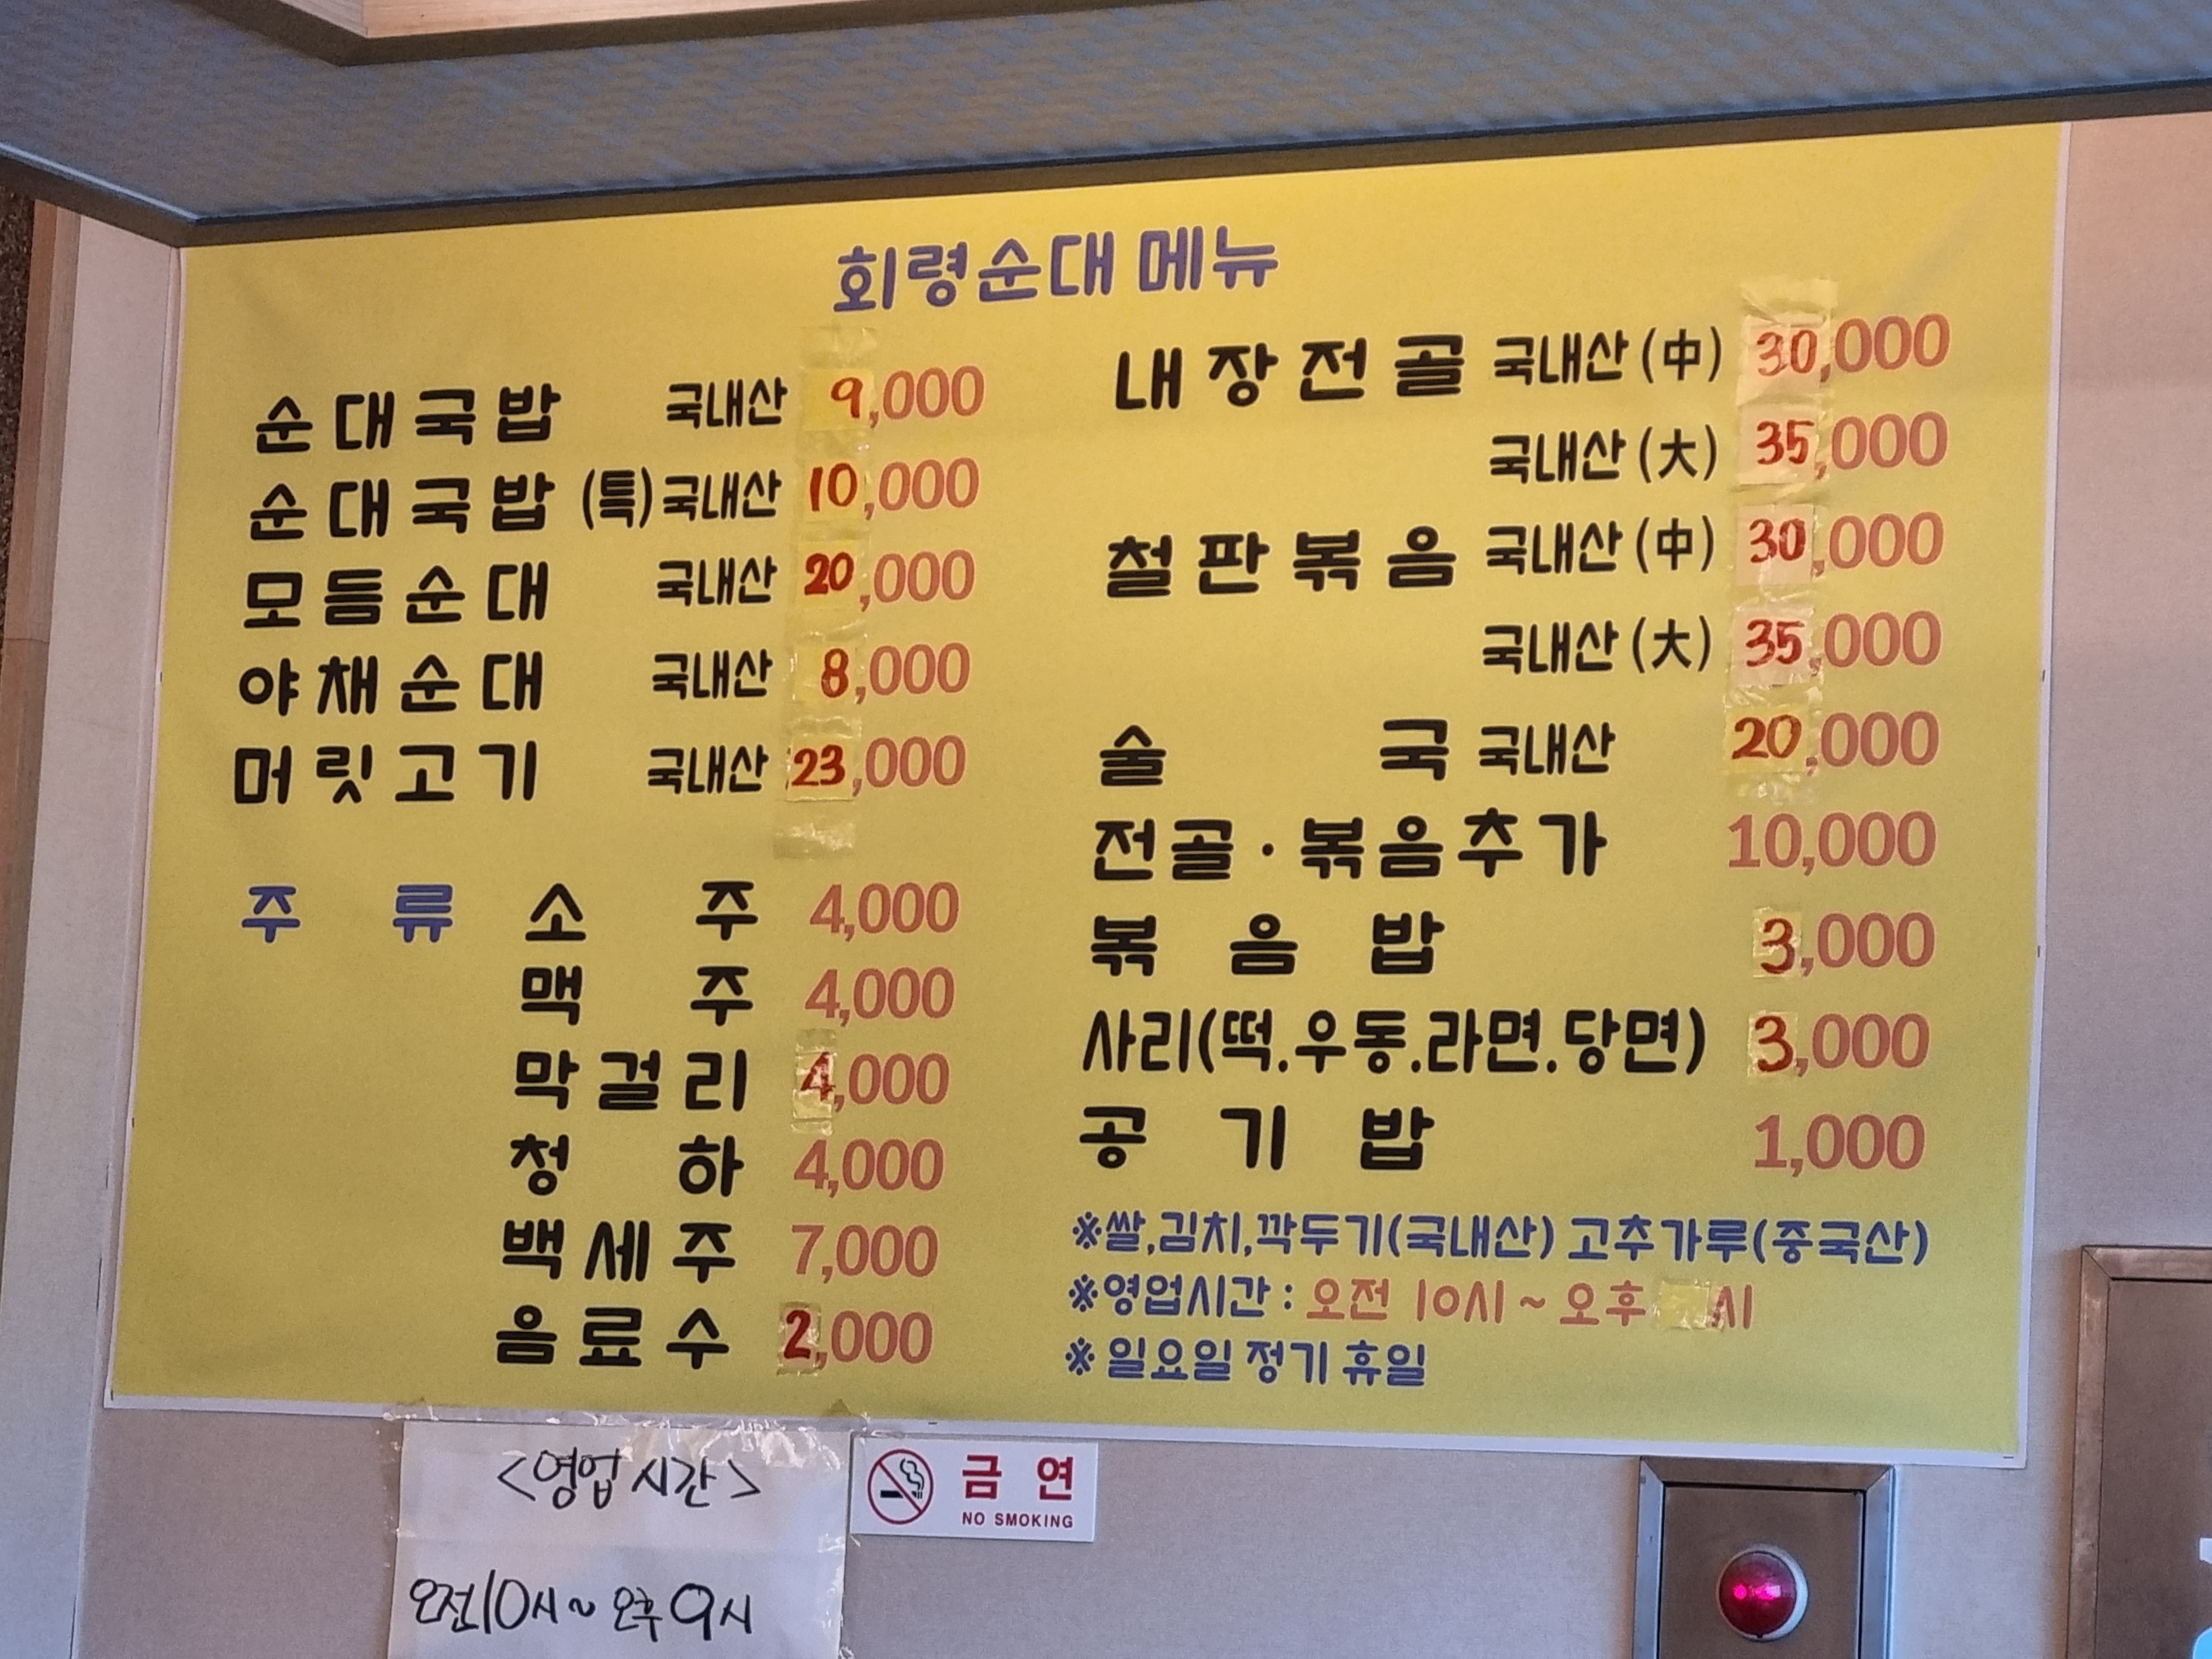 회령순대 메뉴
순대국밥 국내산 9,000
순대국밥 (특) 국내산 10,000
모듬순대 국내산 20,000
야채순대 국내산 8,000
머릿고기 국내산 23,000
주류 소주 4,000
맥주 4,000
막걸리 4,000
청하 4,000
백세주 7,000
음료수 2,000
내장전골 국내산(中) 30,000
국내산(大) 35,000
철판볶음 국내산(中) 30,000
국내산(大) 35,000
술국 국내산 20,000
전골·볶음추가 10,000
볶음밥 3,000
사리(떡.우동.라면.당면) 3,000
공기밥 1,000
※쌀,김치,깍두기(국내산) 고추가루(중국산)
※영업시간 : 오전 10시 ~ 오후 시
※일요일 정기 휴일
<영업시간>
오전10시~오후9시
금연
NO SMOKING